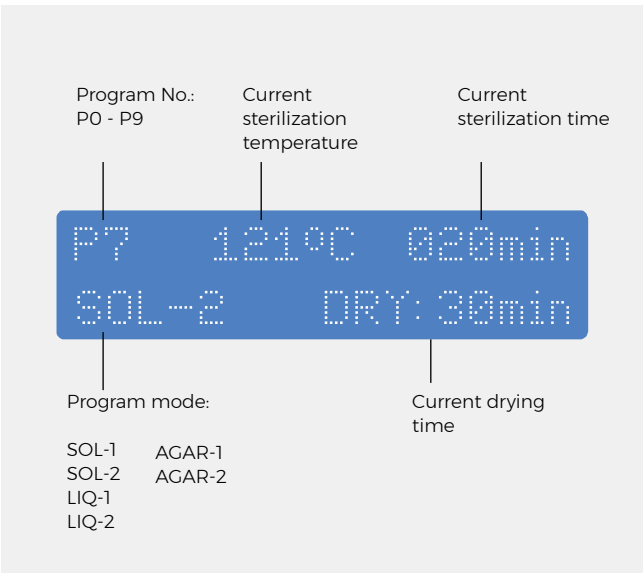 Program No.:
P0 - P9
Current
sterilization
temperature
Current
sterilization time
P7 121ºC 020min
SOL-2 DRY:30min
Program mode:
SOL-1
SOL-2
LIQ-1
LIQ-2
AGAR-1
AGAR-2
Current drying
time